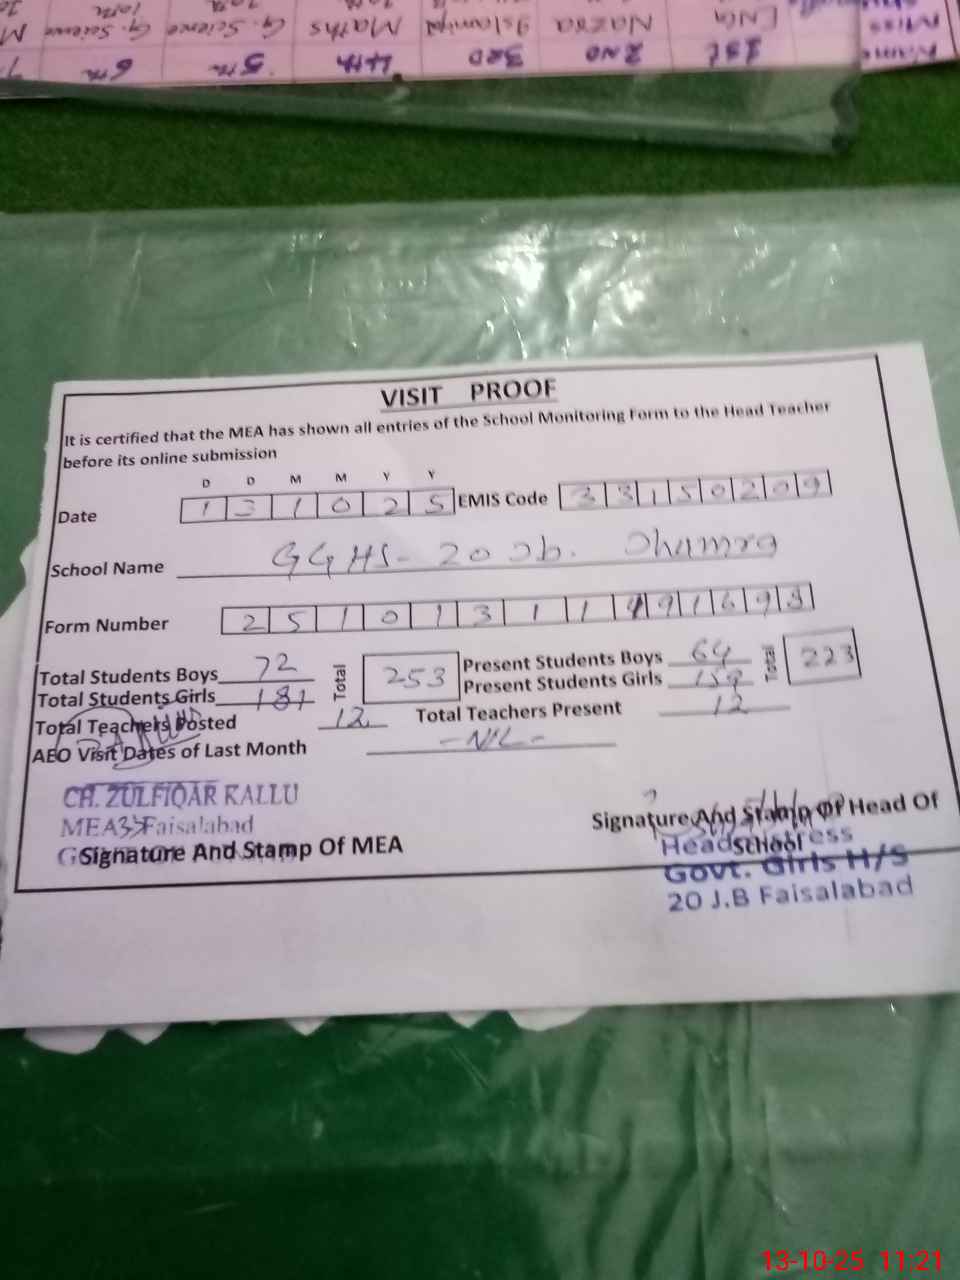 1st 2ND 3RD 4th 5th 6th
ENG Nazra Islamiyat Maths G. Science G. Science
VISIT PROOF
It is certified that the MEA has shown all entries of the School Monitoring Form to the Head Teacher
before its online submission
D D M M Y Y
Date 1 3 1 0 2 5 EMIS Code 3 3 1 5 0 2 0 9
School Name GGHS- 20 Jb. Dhamra
Form Number 2 5 1 0 1 3 1 1 1 9 1 6 9 3
Total Students Boys 72 Total 253 Present Students Boys 64 Total 223
Total Students Girls 181 Present Students Girls 159
Total Teachers Posted 12 Total Teachers Present 12
AEO Visit Dates of Last Month -NIL-
CH. ZULFIQAR KALLU
MEA 33 Faisalabad
Signature And Stamp Of MEA
Signature And Stamp Of Head Of
School
Headmistress
Govt. Girls H/S
20 J.B Faisalabad
13-10-25 11:21